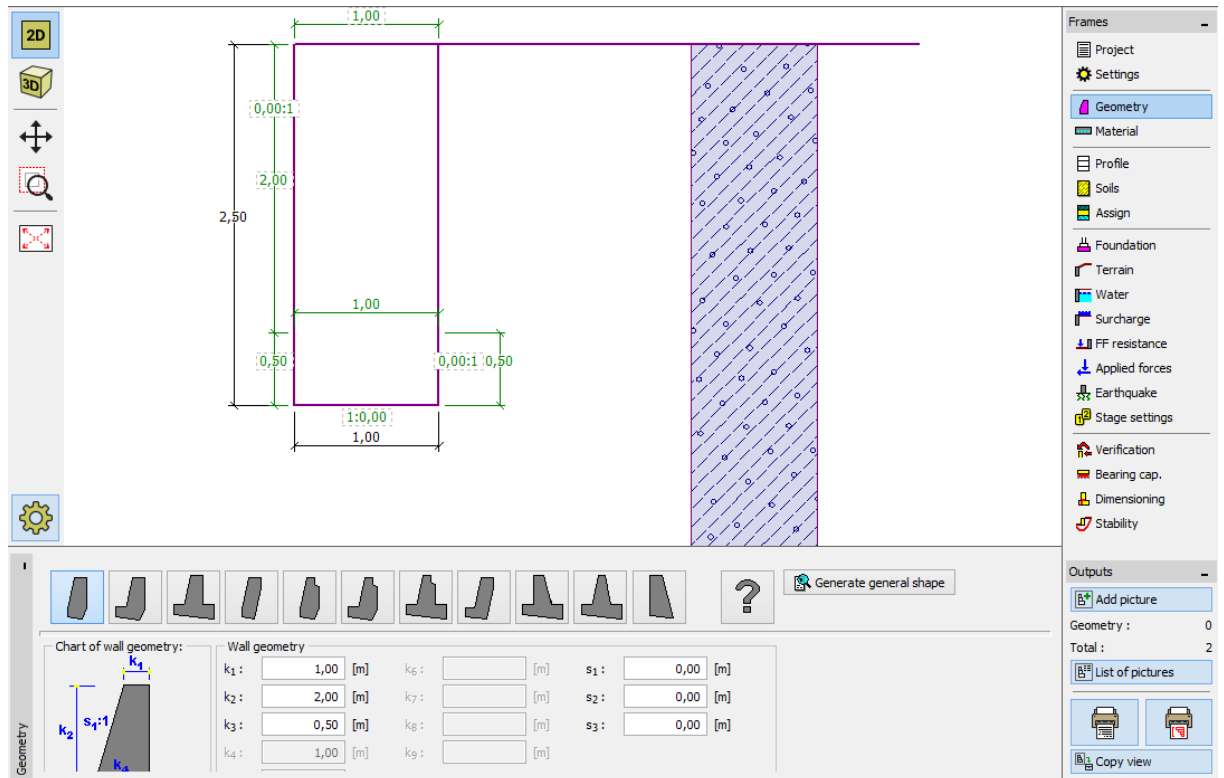 2D
3D
1,00
0,00:1
2,00
2,50
1,00
0,50
0,00:1
0,50
1:0,00
1,00
Frames
Project
Settings
Geometry
Material
Profile
Soils
Assign
Foundation
Terrain
Water
Surcharge
FF resistance
Applied forces
Earthquake
Stage settings
Verification
Bearing cap.
Dimensioning
Stability
Outputs
Add picture
Geometry : 0
Total : 2
List of pictures
Copy view
Geometry
?
Generate general shape
Chart of wall geometry:
k1
k2
s1:1
k4
Wall geometry
k1 : 1,00 [m] k6 : [m] s1 : 0,00 [m]
k2 : 2,00 [m] k7 : [m] s2 : 0,00 [m]
k3 : 0,50 [m] k8 : [m] s3 : 0,00 [m]
k4 : 1,00 [m] k9 : [m]